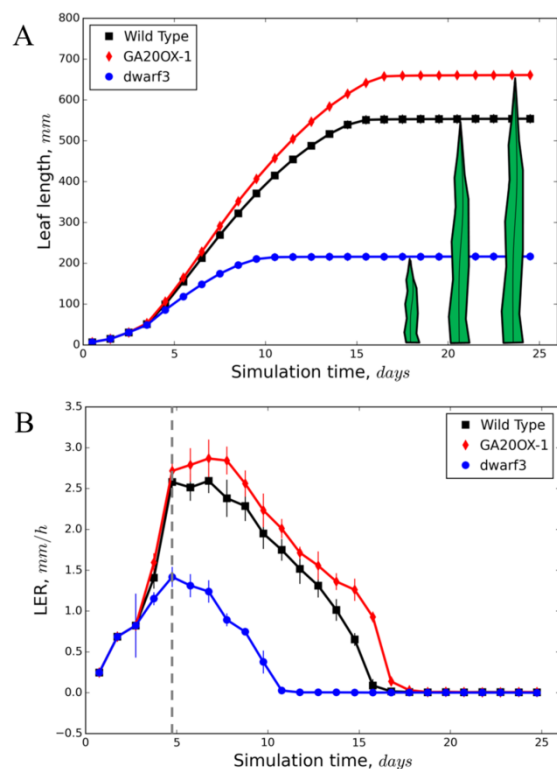 A
Wild Type
GA20OX-1
dwarf3
Leaf length, mm
800
700
600
500
400
300
200
100
0
0 5 10 15 20 25
Simulation time, days
B
Wild Type
GA20OX-1
dwarf3
LER, mm/h
3.5
3.0
2.5
2.0
1.5
1.0
0.5
0.0
−0.5
0 5 10 15 20 25
Simulation time, days